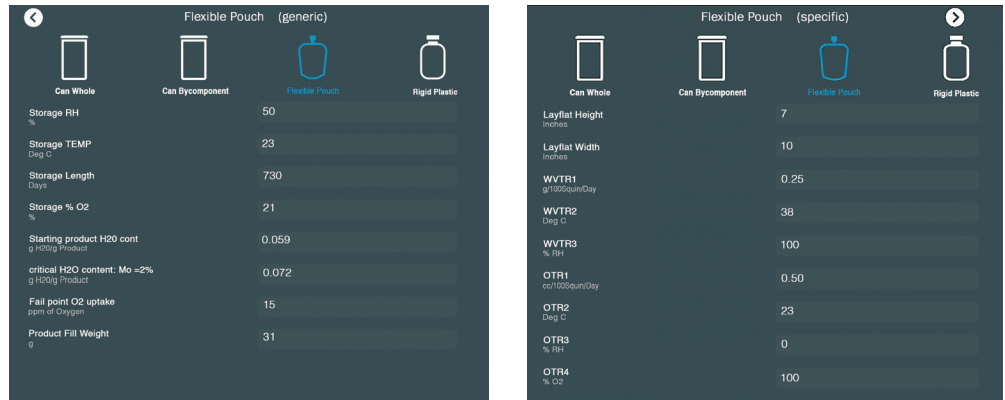 Flexible Pouch (generic)
Can Whole
Can Bycomponent
Flexible Pouch
Rigid Plastic
Storage RH
%
50
Storage TEMP
Deg C
23
Storage Length
Days
730
Storage % O2
%
21
Starting product H20 cont
g H20/g Product
0.059
critical H2O content: Mo =2%
g H20/g Product
0.072
Fail point O2 uptake
ppm of Oxygen
15
Product Fill Weight
g
31
Flexible Pouch (specific)
Can Whole
Can Bycomponent
Flexible Pouch
Rigid Plastic
Layflat Height
Inches
7
Layflat Width
Inches
10
WVTR1
g/100Squin/Day
0.25
WVTR2
Deg C
38
WVTR3
% RH
100
OTR1
cc/100Squin/Day
0.50
OTR2
Deg C
23
OTR3
% RH
0
OTR4
% O2
100